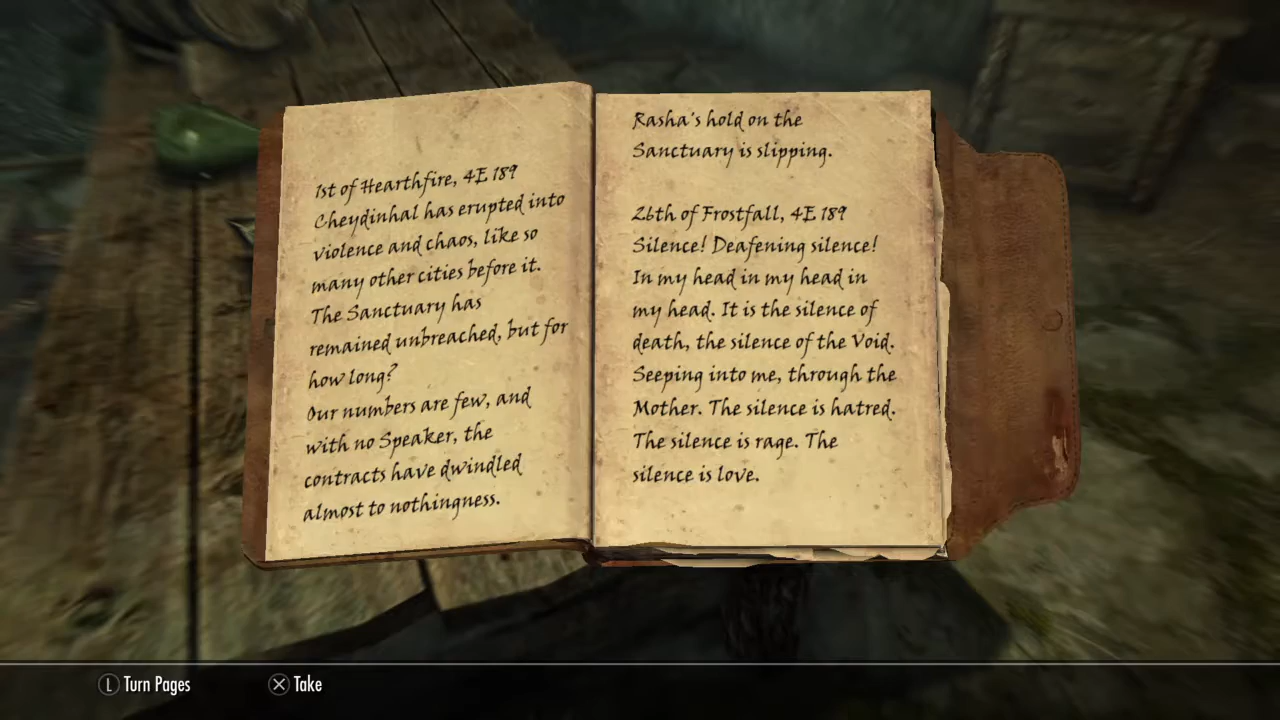 1st of Hearthfire, 4E 189
Cheydinhal has erupted into
violence and chaos, like so
many other cities before it.
The Sanctuary has
remained unbreached, but for
how long?
Our numbers are few, and
with no Speaker, the
contracts have dwindled
almost to nothingness.
Rasha's hold on the
Sanctuary is slipping.
26th of Frostfall, 4E 189
Silence! Deafening silence!
In my head in my head in
my head. It is the silence of
death, the silence of the Void.
Seeping into me, through the
Mother. The silence is hatred.
The silence is rage. The
silence is love.
L Turn Pages
X Take